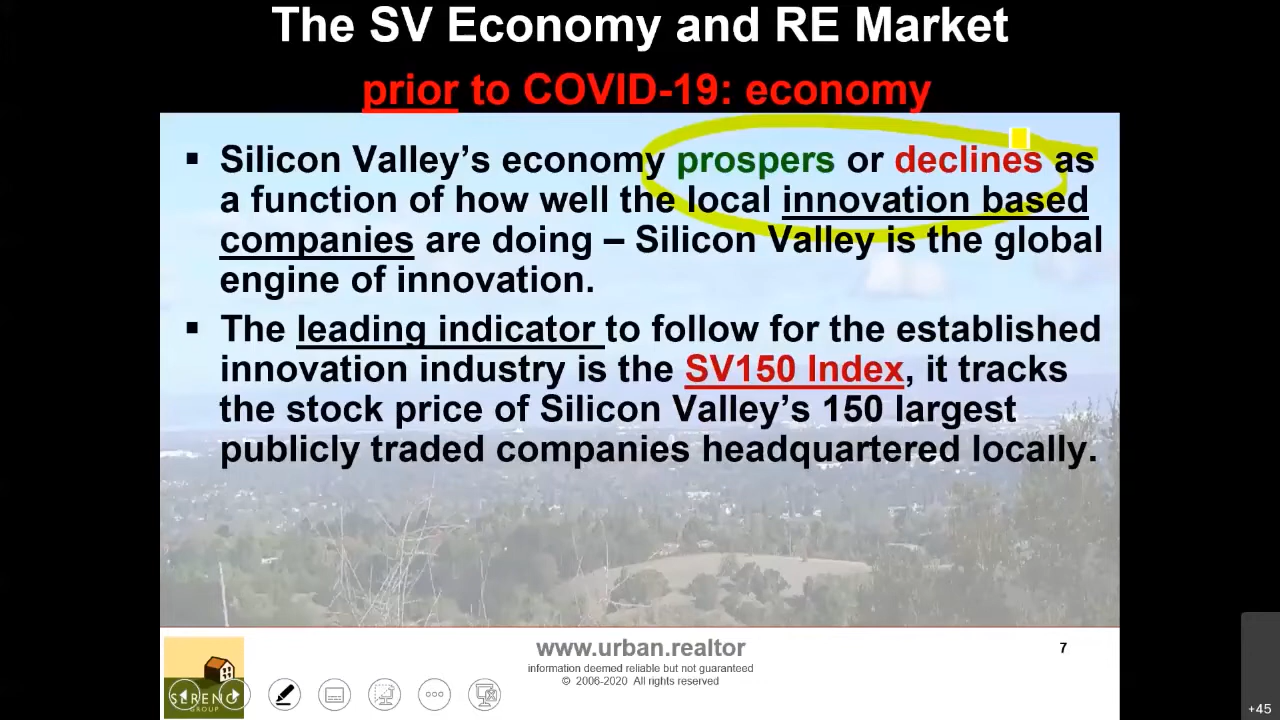 The SV Economy and RE Market
prior to COVID-19: economy
▪ Silicon Valley’s economy prospers or declines as
a function of how well the local innovation based
companies are doing – Silicon Valley is the global
engine of innovation.
▪ The leading indicator to follow for the established
innovation industry is the SV150 Index, it tracks
the stock price of Silicon Valley’s 150 largest
publicly traded companies headquartered locally.
www.urban.realtor
7
information deemed reliable but not guaranteed
© 2006-2020 All rights reserved
SERENO
GROUP
+45